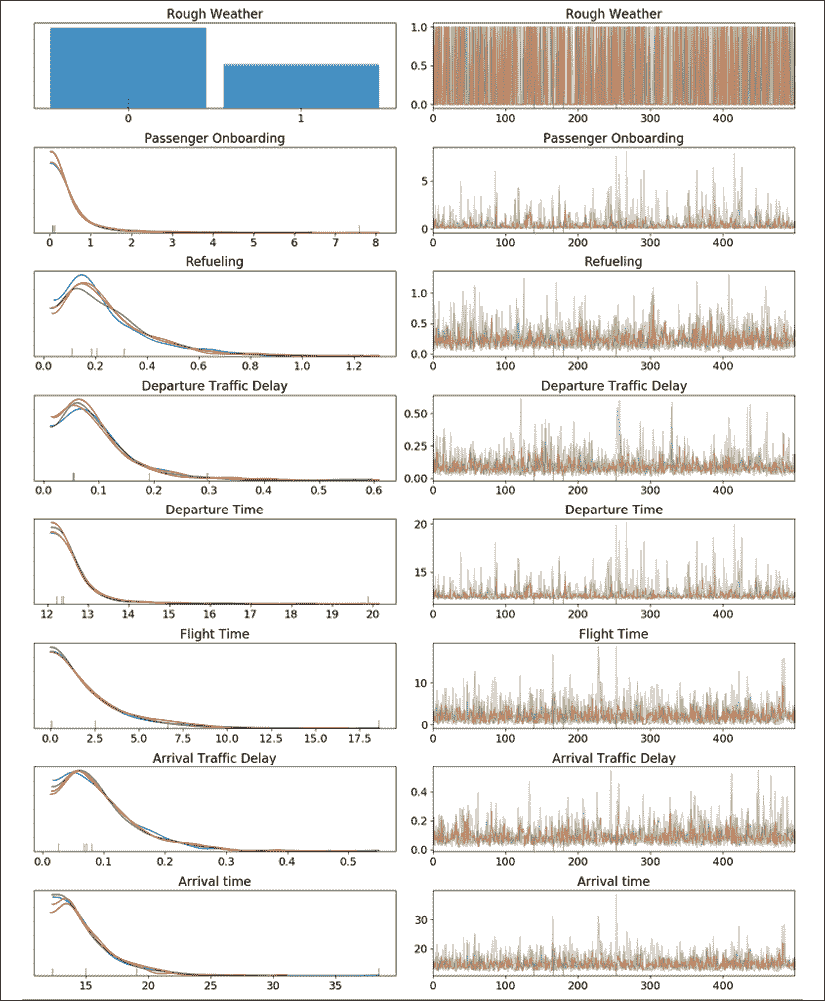 Rough Weather Rough Weather
1.0
0.5
0.0
0 1 0 100 200 300 400
Passenger Onboarding Passenger Onboarding
5
0
0 1 2 3 4 5 6 7 8 0 100 200 300 400
Refueling Refueling
1.0
0.5
0.0
0.0 0.2 0.4 0.6 0.8 1.0 1.2 0 100 200 300 400
Departure Traffic Delay Departure Traffic Delay
0.50
0.25
0.00
0.0 0.1 0.2 0.3 0.4 0.5 0.6 0 100 200 300 400
Departure Time Departure Time
20
15
12 13 14 15 16 17 18 19 20 0 100 200 300 400
Flight Time Flight Time
10
0
0.0 2.5 5.0 7.5 10.0 12.5 15.0 17.5 0 100 200 300 400
Arrival Traffic Delay Arrival Traffic Delay
0.4
0.2
0.0
0.0 0.1 0.2 0.3 0.4 0.5 0 100 200 300 400
Arrival time Arrival time
30
20
15 20 25 30 35 0 100 200 300 400